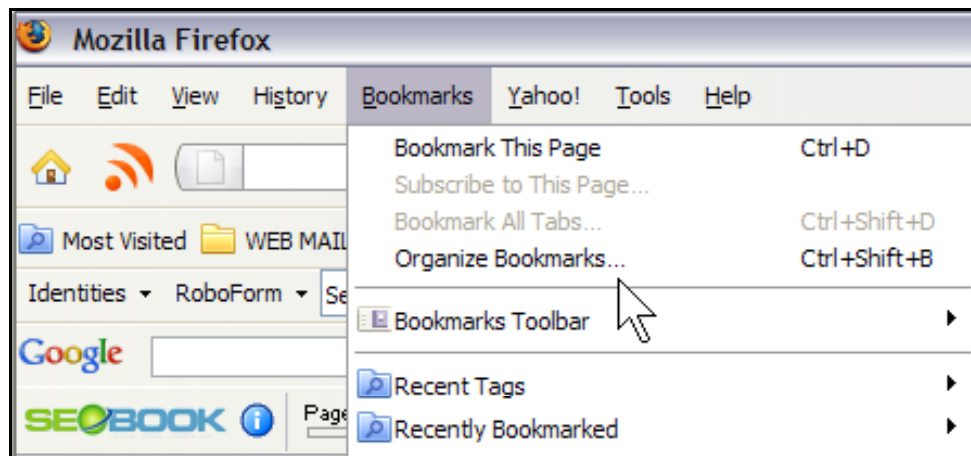 Mozilla Firefox
File Edit View History Bookmarks Yahoo! Tools Help
Bookmark This Page Ctrl+D
Subscribe to This Page...
Bookmark All Tabs... Ctrl+Shift+D
Most Visited WEB MAIL
Organize Bookmarks... Ctrl+Shift+B
Identities RoboForm Se
Bookmarks Toolbar
Google
Recent Tags
SEOBOOK Page
Recently Bookmarked